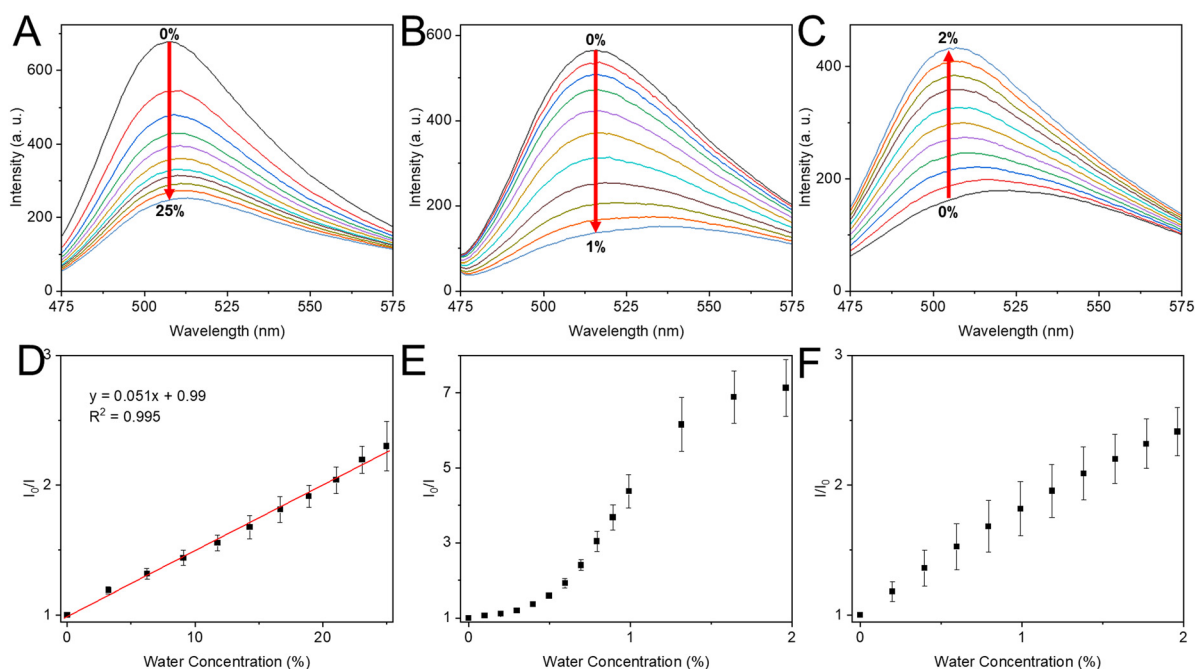 A
0%
25%
600
400
200
0
475
500
525
550
575
Intensity (a. u.)
Wavelength (nm)
B
0%
1%
600
500
400
300
200
100
0
475
500
525
550
575
Intensity (a. u.)
Wavelength (nm)
C
2%
0%
400
200
0
475
500
525
550
575
Intensity (a. u.)
Wavelength (nm)
D
y = 0.051x + 0.99
R² = 0.995
3
2
1
0
10
20
I₀/I
Water Concentration (%)
E
7
5
3
1
0
1
2
I₀/I
Water Concentration (%)
F
3
2
1
0
1
2
I/I₀
Water Concentration (%)